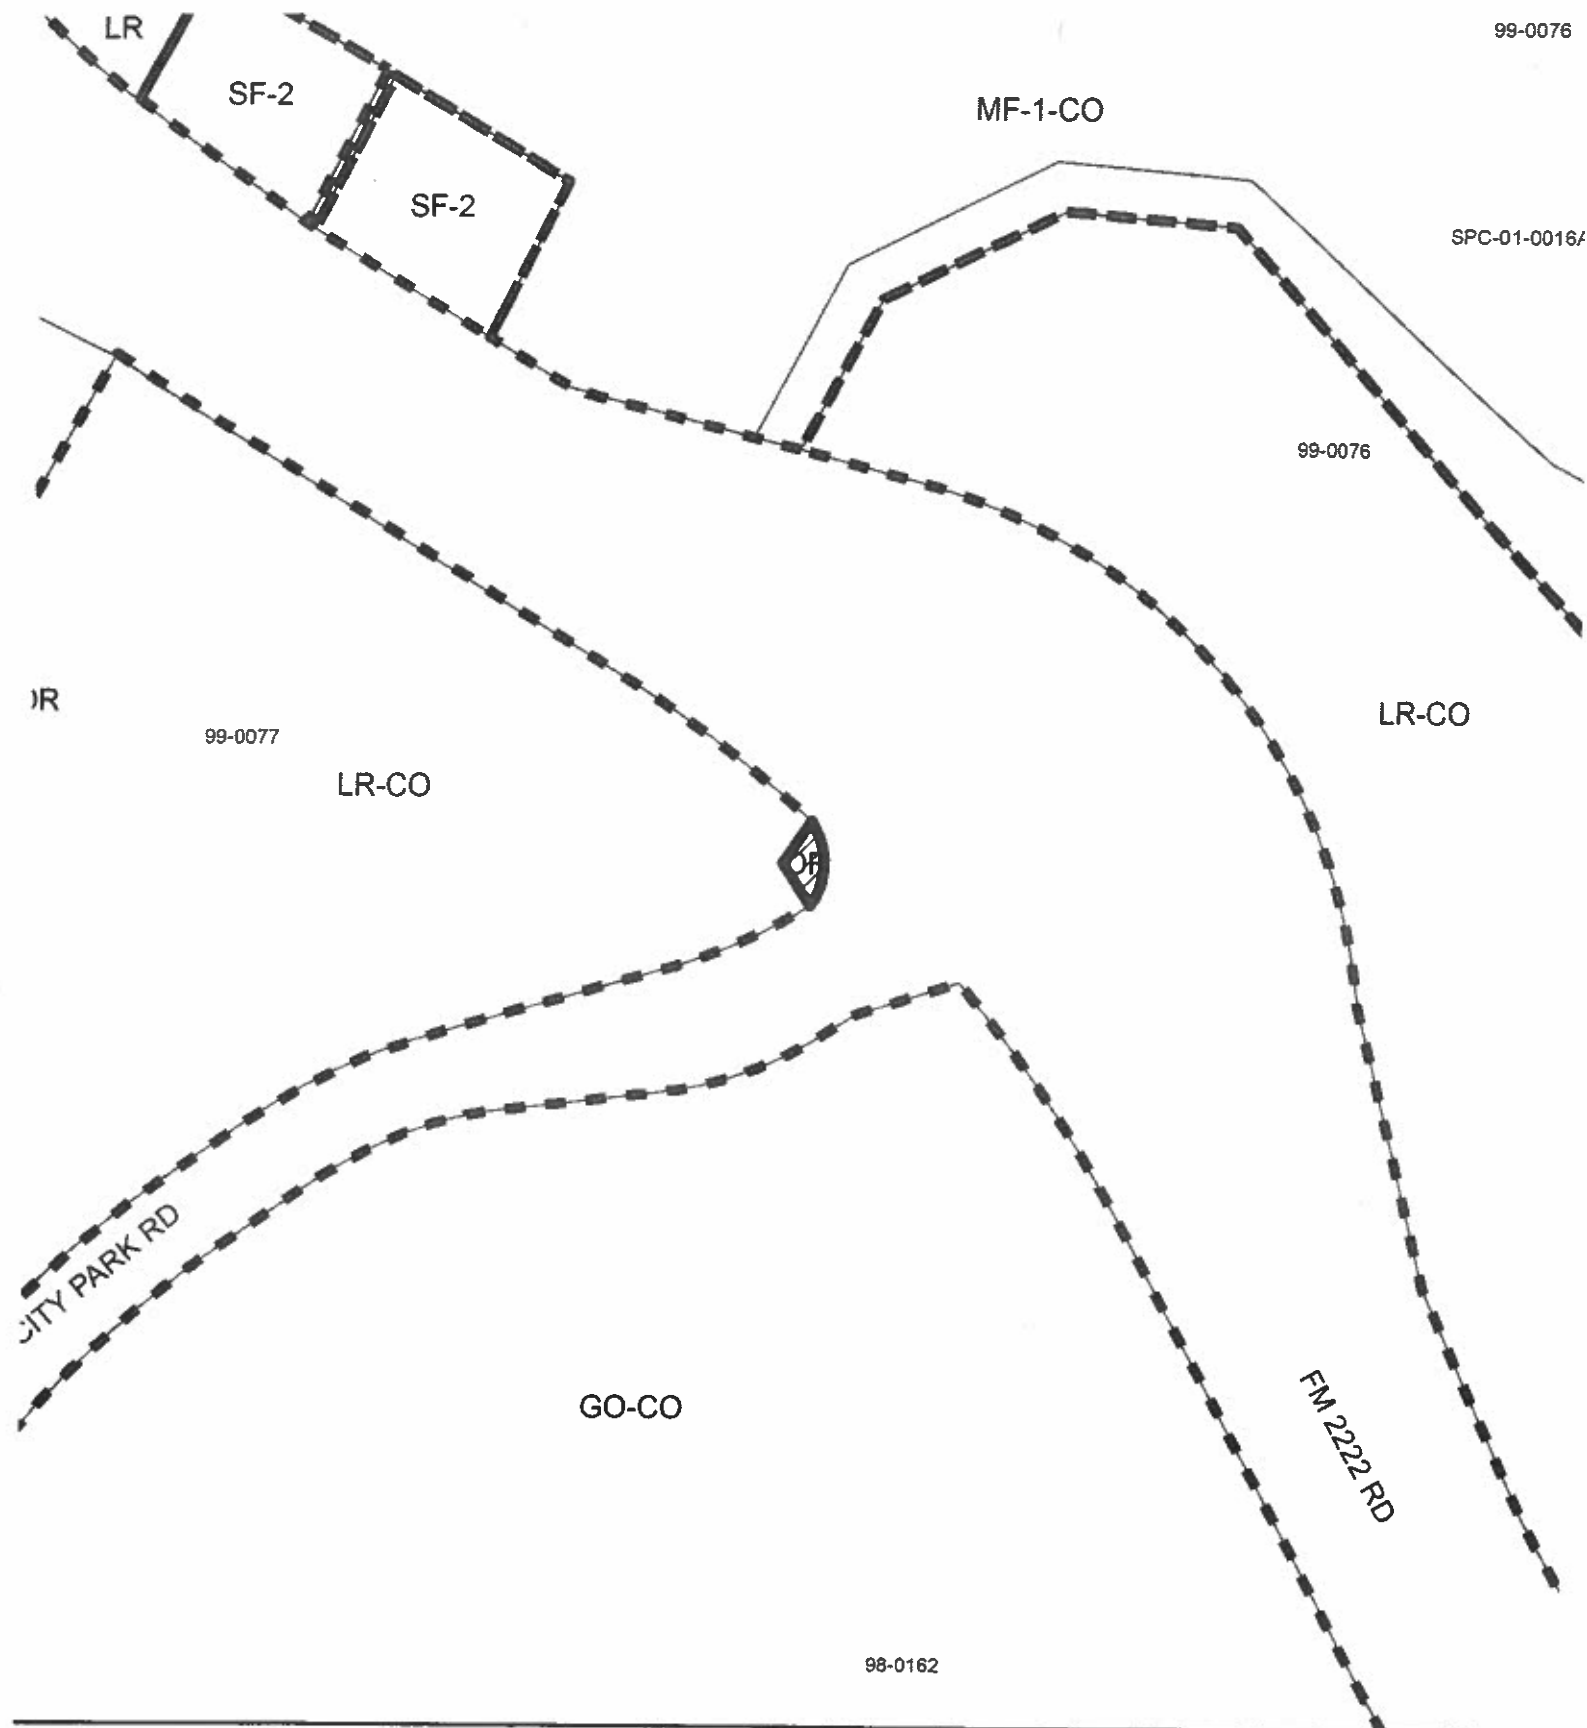 LR
99-0076
SF-2
MF-1-CO
SF-2
SPC-01-0016A
99-0076
LR-CO
99-0077
LR-CO
CITY PARK RD
GO-CO
FM 2222 RD
98-0162